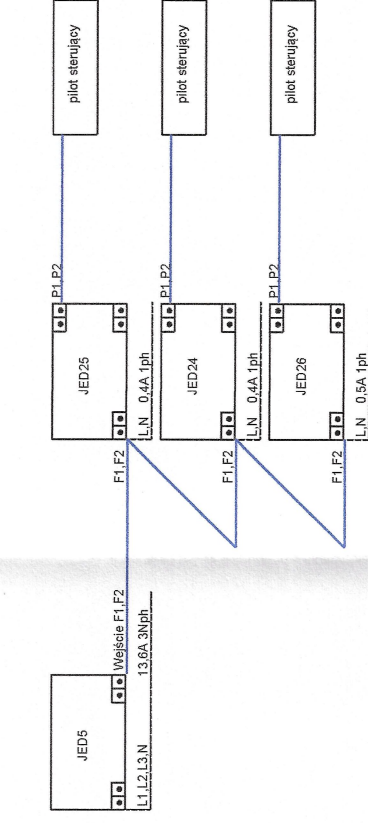 JED5
L1,L2,L3,N
Wejście F1,F2
13,6A 3Nph
JED25
P1,P2
F1,F2
L,N 0,4A 1ph
pilot sterujący
JED24
P1,P2
F1,F2
L,N 0,4A 1ph
pilot sterujący
JED26
P1,P2
F1,F2
L,N 0,5A 1ph
pilot sterujący